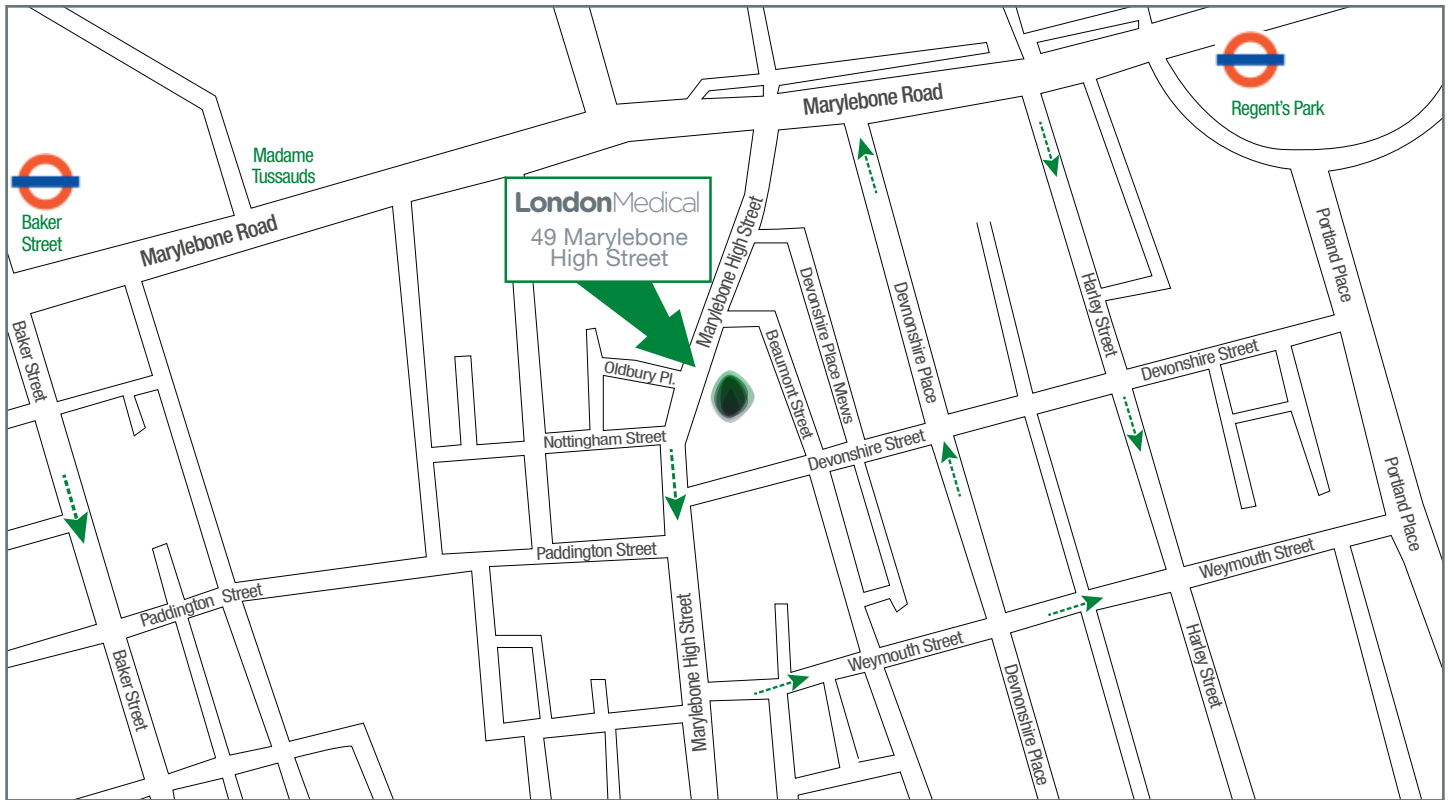 Marylebone Road
Regent's Park
Madame
Tussauds
Baker
Street
Marylebone Road
LondonMedical
49 Marylebone
High Street
Marylebone High Street
Portland Place
Devonshire Place Mews
Devnonshire Place
Harley Street
Baker Street
Beaumont Street
Oldbury Pl.
Devonshire Street
Nottingham Street
Devonshire Street
Portland Place
Paddington Street
Weymouth Street
Paddington Street
Marylebone High Street
Weymouth Street
Harley Street
Baker Street
Devnonshire Place